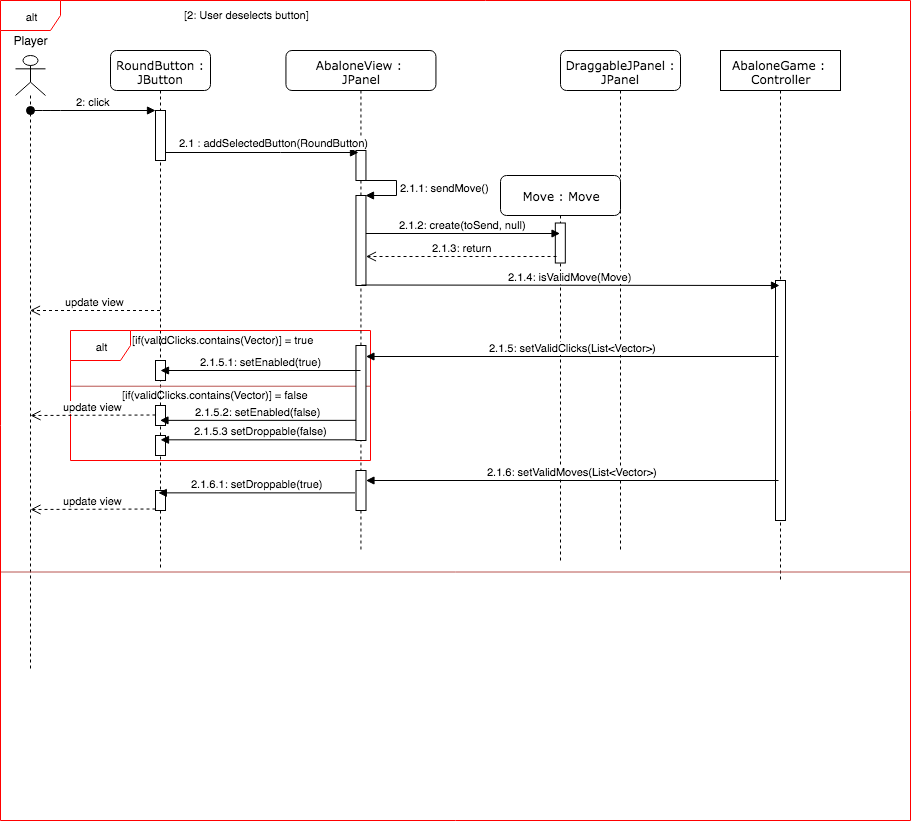 alt
[2: User deselects button]
Player
RoundButton :
JButton
AbaloneView :
JPanel
DraggableJPanel :
JPanel
AbaloneGame :
Controller
2: click
2.1 : addSelectedButton(RoundButton)
2.1.1: sendMove()
Move : Move
2.1.2: create(toSend, null)
2.1.3: return
2.1.4: isValidMove(Move)
update view
alt
[if(validClicks.contains(Vector)] = true
2.1.5: setValidClicks(List<Vector>)
2.1.5.1: setEnabled(true)
[if(validClicks.contains(Vector)] = false
update view
2.1.5.2: setEnabled(false)
2.1.5.3 setDroppable(false)
2.1.6: setValidMoves(List<Vector>)
2.1.6.1: setDroppable(true)
update view